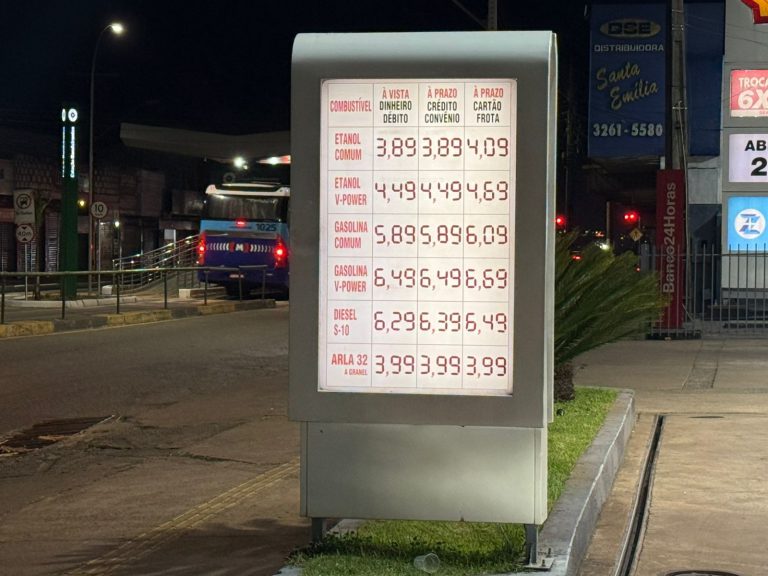 DSE
DISTRIBUIDORA
Santa
Emília
3261-5580
TROCA
6X
AB
2
Banco24Horas
1025
10
COMBUSTÍVEL
À VISTA
DINHEIRO
DÉBITO
À PRAZO
CRÉDITO
CONVÊNIO
À PRAZO
CARTÃO
FROTA
ETANOL
COMUM
3,89 3,89 4,09
ETANOL
V-POWER
4,49 4,49 4,69
GASOLINA
COMUM
5,89 5,89 6,09
GASOLINA
V-POWER
6,49 6,49 6,69
DIESEL
S-10
6,29 6,39 6,49
ARLA 32
A GRANEL
3,99 3,99 3,99